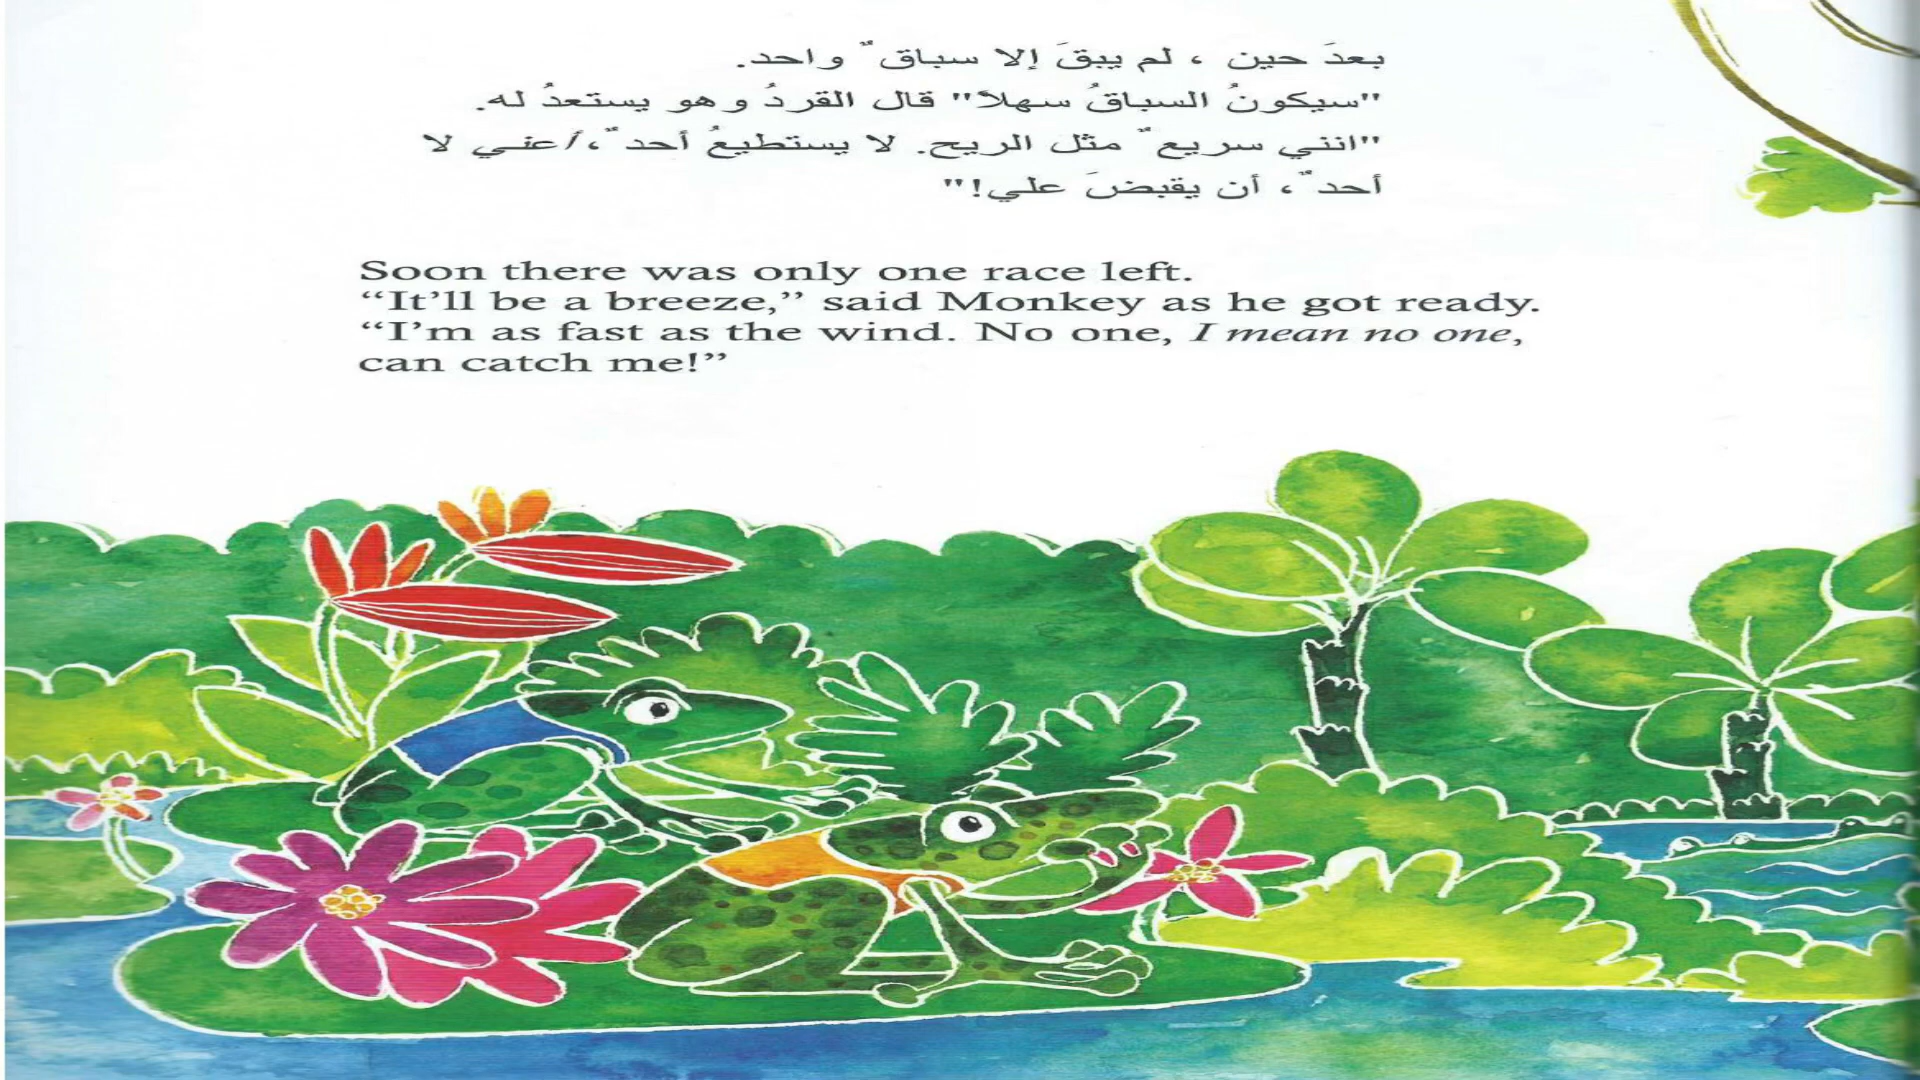 بعدَ حين ، لم يبقَ إلا سباق ٌ واحد.
"سيكونُ السباقُ سهلاً" قال القردُ وهو يستعدُ له.
"انني سريع ٌ مثل الريح. لا يستطيعُ أحد ٌ،أعني لا
أحد ٌ، أن يقبضَ علي!"
Soon there was only one race left.
“It’ll be a breeze,” said Monkey as he got ready.
“I’m as fast as the wind. No one, I mean no one,
can catch me!”